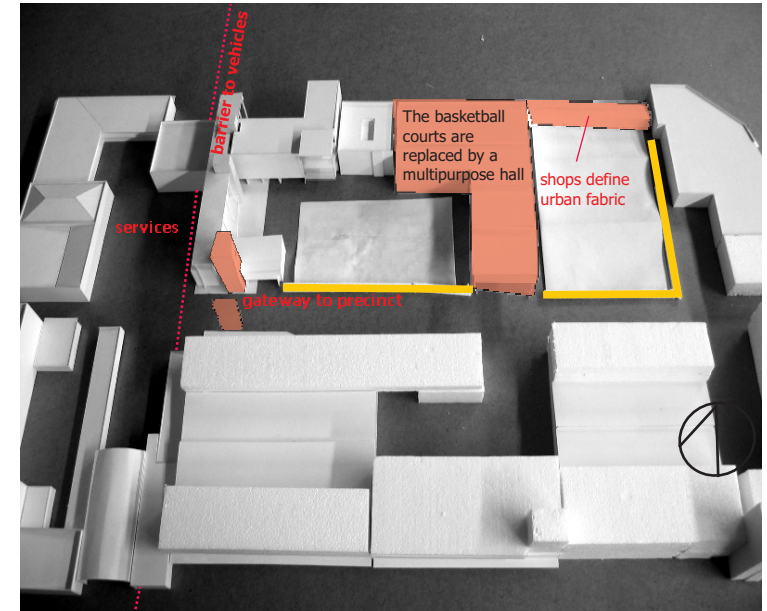 barrier to vehicles
The basketball
courts are
replaced by a
multipurpose hall
shops define
urban fabric
services
gateway to precinct